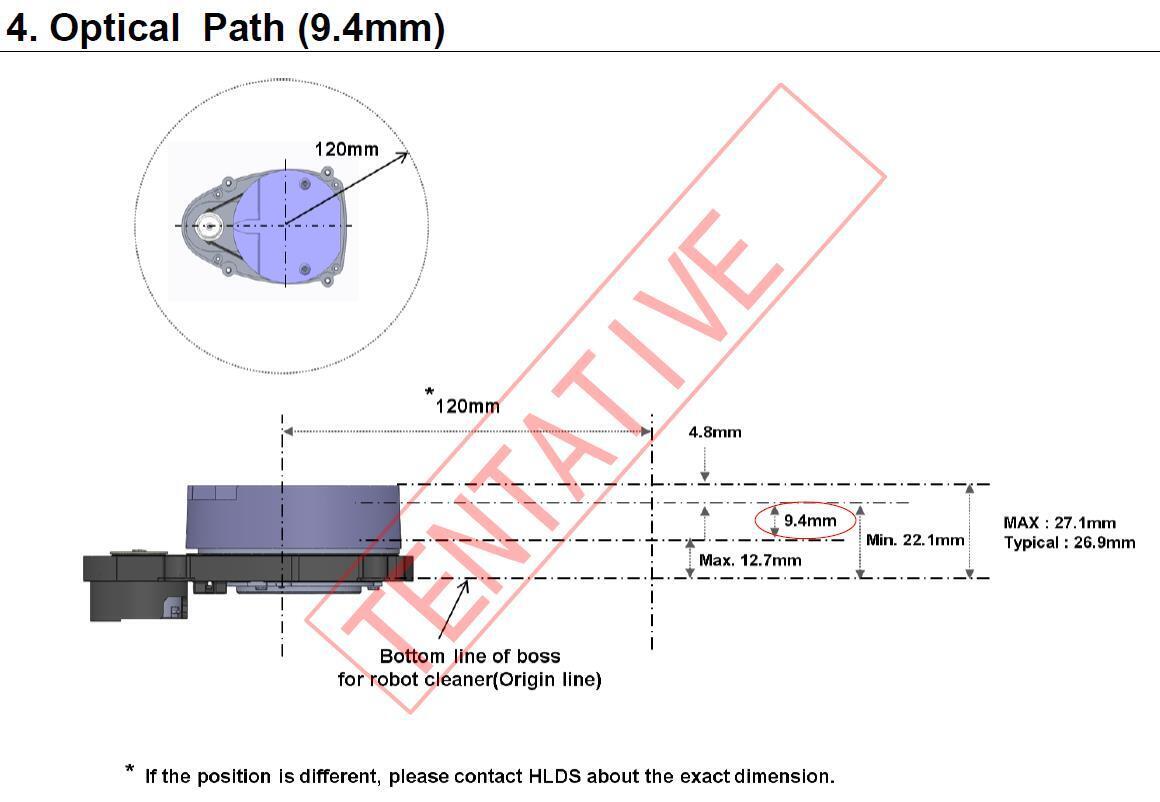 4. Optical Path (9.4mm)
120mm
*
120mm
4.8mm
9.4mm
Min. 22.1mm
MAX : 27.1mm
Typical : 26.9mm
Max. 12.7mm
Bottom line of boss
for robot cleaner(Origin line)
TENTATIVE
* If the position is different, please contact HLDS about the exact dimension.